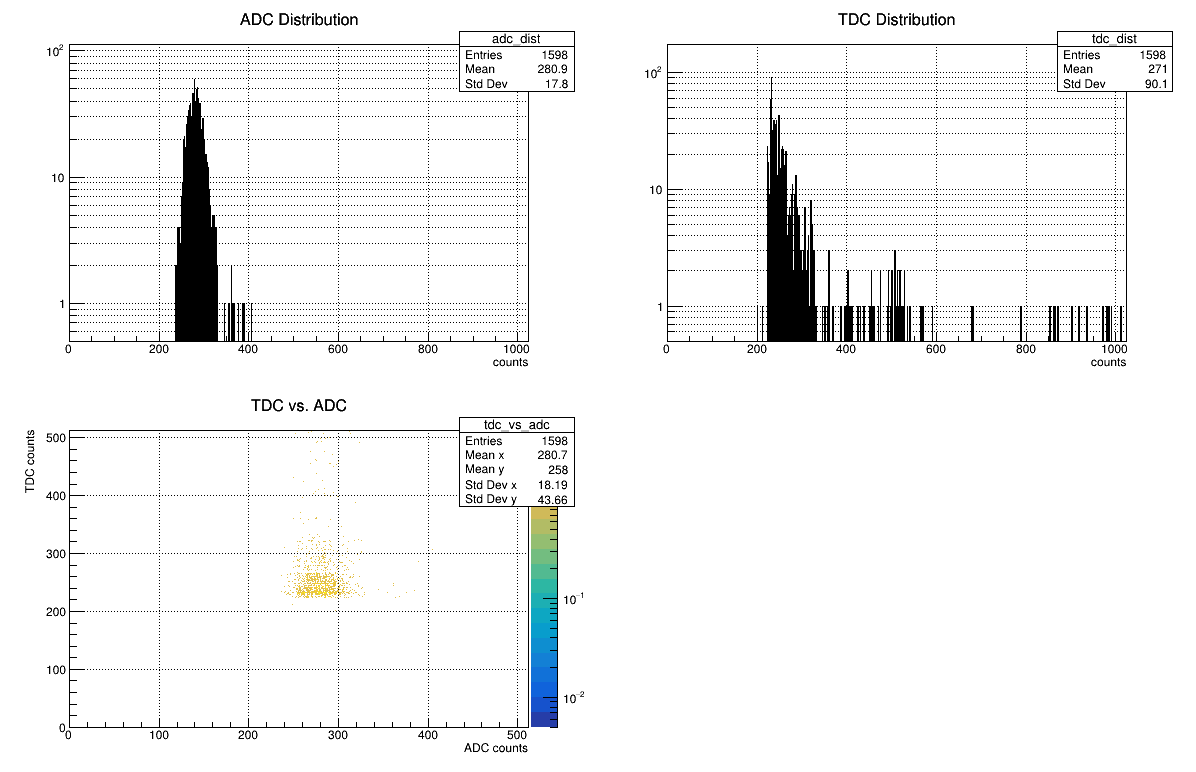 ADC Distribution
adc_dist
Entries 1598
Mean 280.9
Std Dev 17.8
10²
10
1
0 200 400 600 800 1000
counts
TDC Distribution
tdc_dist
Entries 1598
Mean 271
Std Dev 90.1
10²
10
1
0 200 400 600 800 1000
counts
TDC vs. ADC
tdc_vs_adc
Entries 1598
Mean x 280.7
Mean y 258
Std Dev x 18.19
Std Dev y 43.66
TDC counts
500
400
300
200
100
0
0 100 200 300 400 500
ADC counts
10⁻¹
10⁻²